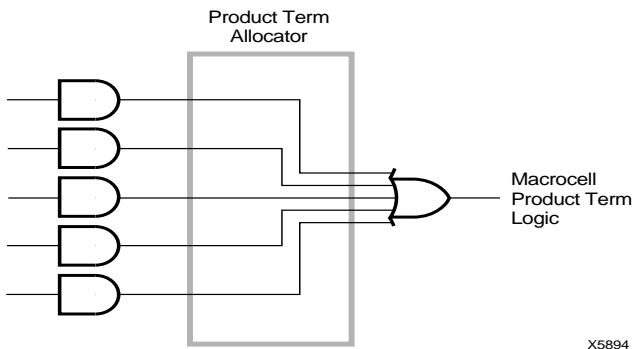 Product Term
Allocator
Macrocell
Product Term
Logic
X5894